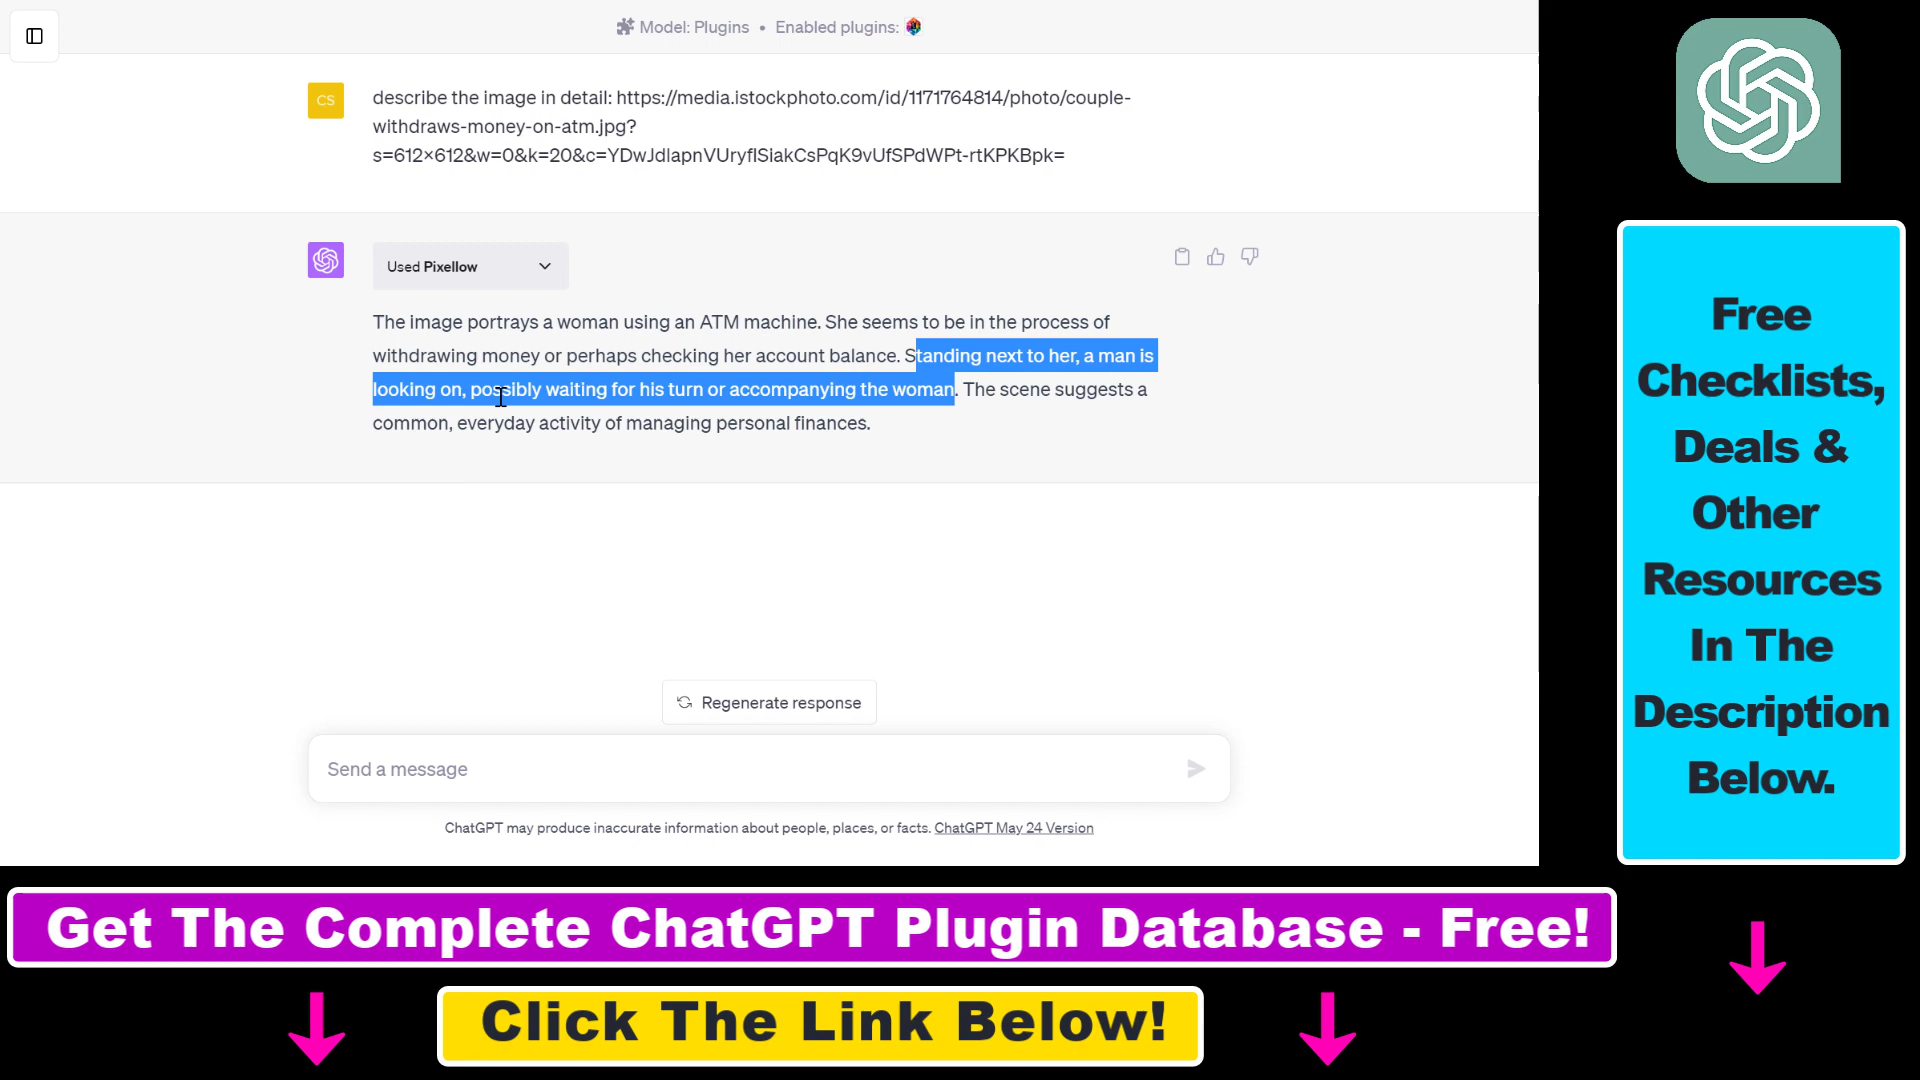 Model: Plugins • Enabled plugins:
CS
describe the image in detail: https://media.istockphoto.com/id/1171764814/photo/couple-
withdraws-money-on-atm.jpg?
s=612×612&w=0&k=20&c=YDwJdlapnVUryflSiakCsPqK9vUfSPdWPt-rtKPKBpk=
Used Pixellow
The image portrays a woman using an ATM machine. She seems to be in the process of
withdrawing money or perhaps checking her account balance. Standing next to her, a man is
looking on, possibly waiting for his turn or accompanying the woman. The scene suggests a
common, everyday activity of managing personal finances.
Regenerate response
Send a message
ChatGPT may produce inaccurate information about people, places, or facts. ChatGPT May 24 Version
Free
Checklists,
Deals &
Other
Resources
In The
Description
Below.
Get The Complete ChatGPT Plugin Database - Free!
Click The Link Below!